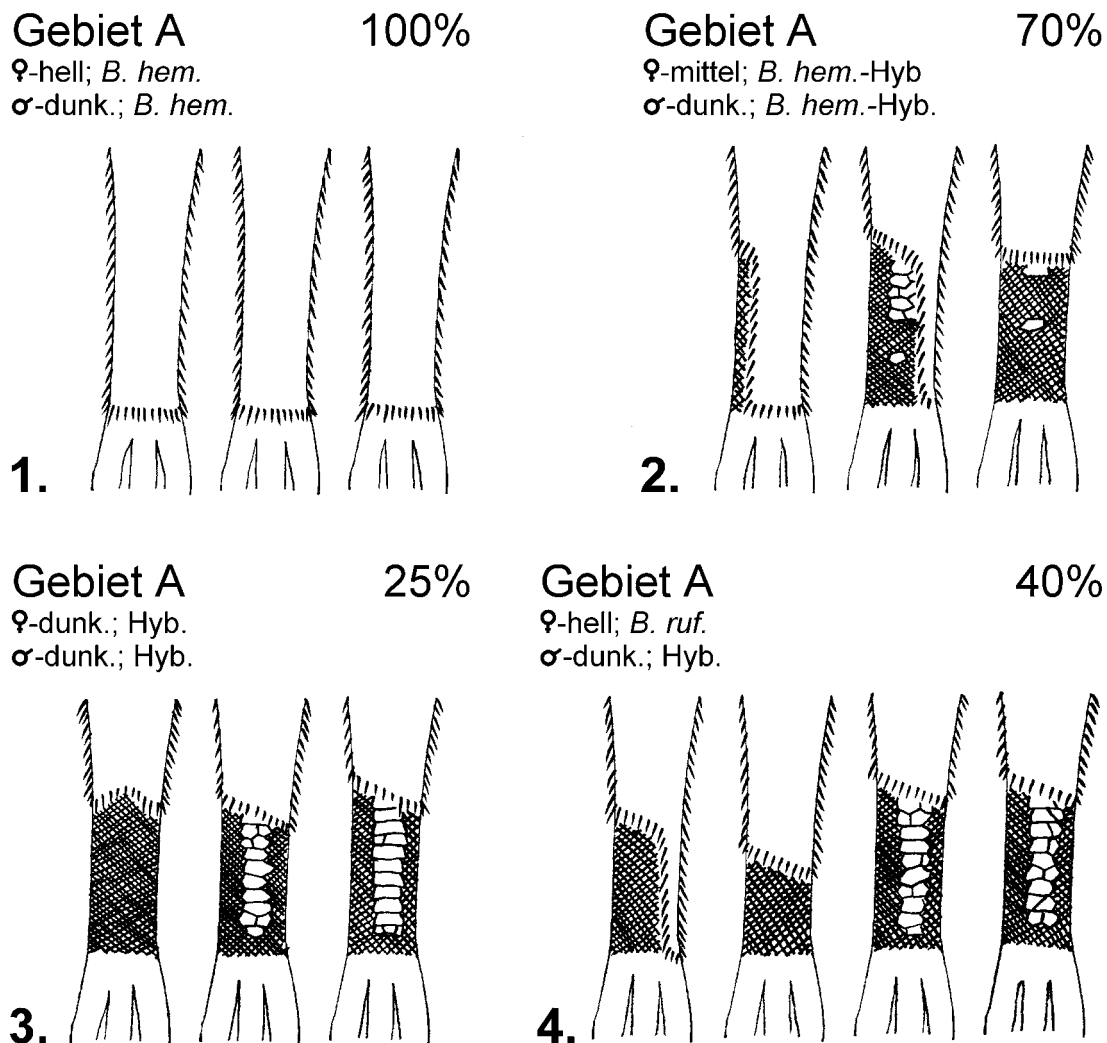 Gebiet A 100%
♀-hell; B. hem.
♂-dunk.; B. hem.
1.
Gebiet A 70%
♀-mittel; B. hem.-Hyb
♂-dunk.; B. hem.-Hyb.
2.
Gebiet A 25%
♀-dunk.; Hyb.
♂-dunk.; Hyb.
3.
Gebiet A 40%
♀-hell; B. ruf.
♂-dunk.; Hyb.
4.